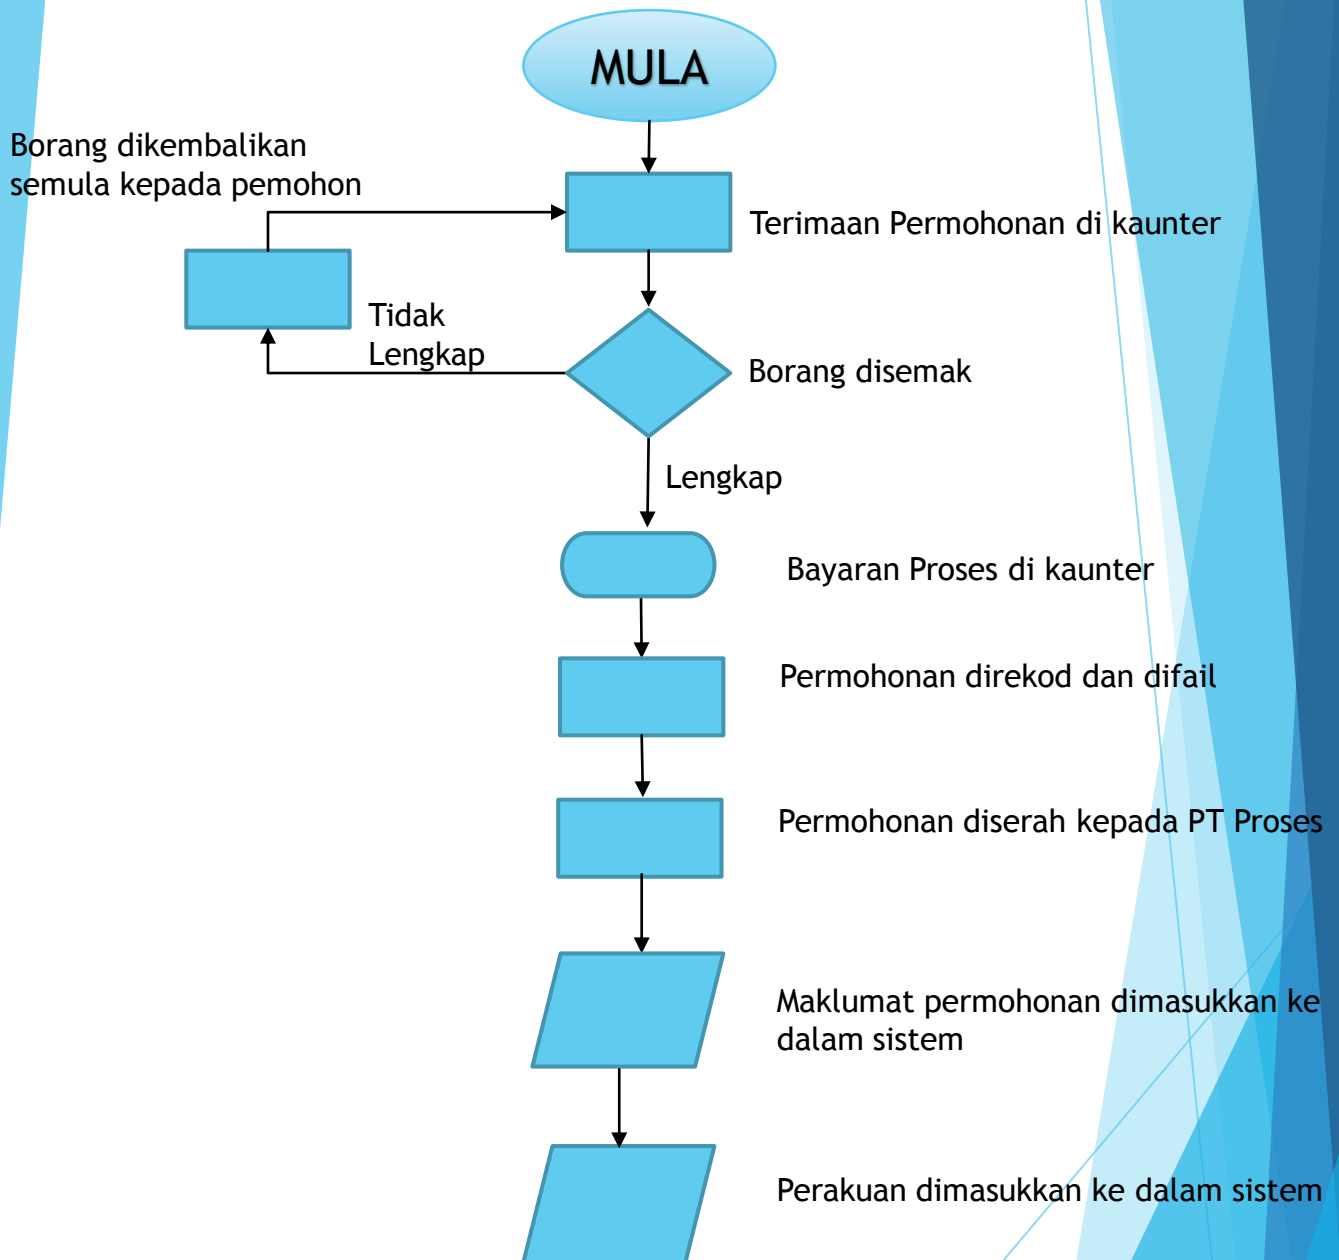 MULA
Borang dikembalikan
semula kepada pemohon
Terimaan Permohonan di kaunter
Tidak
Lengkap
Borang disemak
Lengkap
Bayaran Proses di kaunter
Permohonan direkod dan difail
Permohonan diserah kepada PT Proses
Maklumat permohonan dimasukkan ke
dalam sistem
Perakuan dimasukkan ke dalam sistem